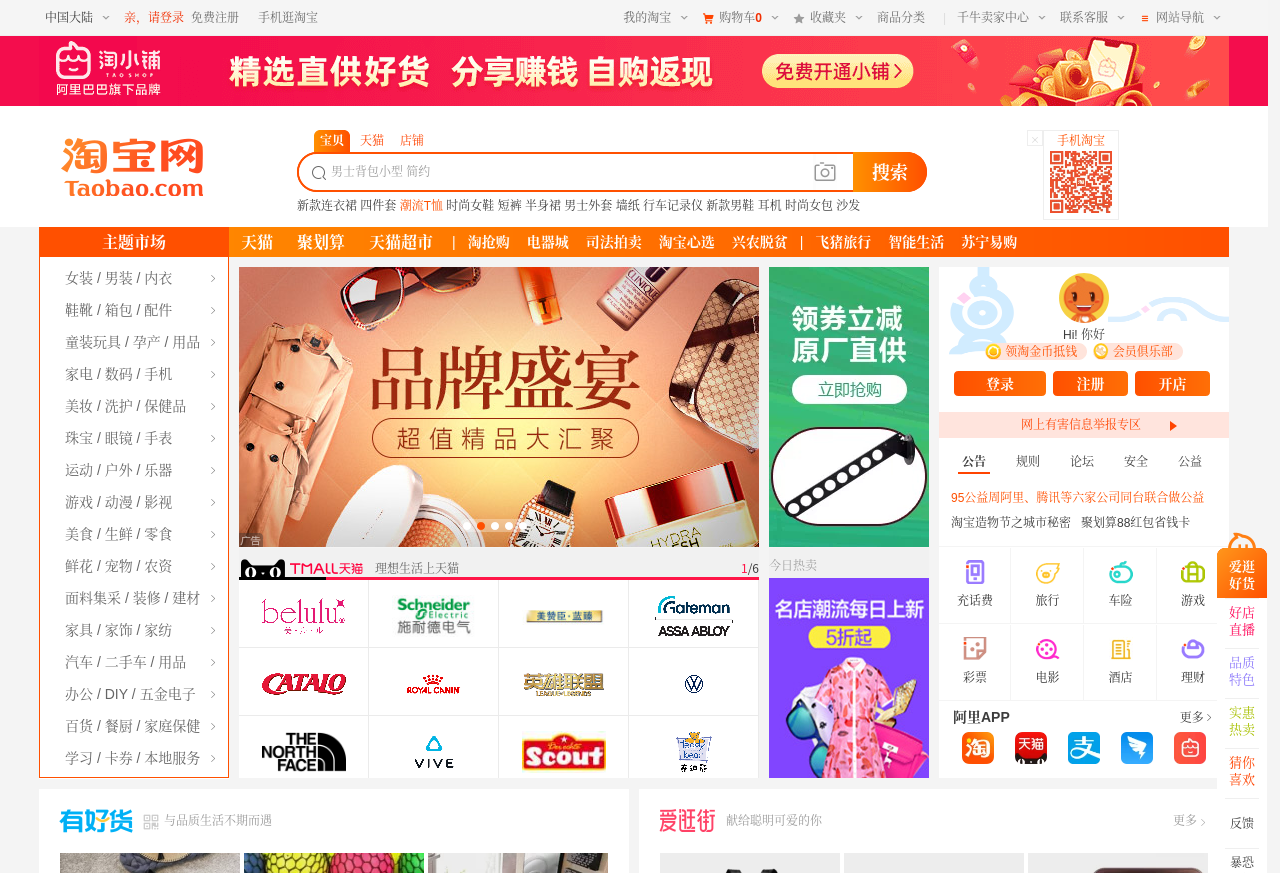 中国大陆 亲，请登录 免费注册 手机逛淘宝 我的淘宝 购物车0 收藏夹 商品分类 千牛卖家中心 联系客服 网站导航
淘小铺
TAO SHOP
阿里巴巴旗下品牌
精选直供好货 分享赚钱 自购返现 免费开通小铺
淘宝网
Taobao.com
宝贝 天猫 店铺
男士背包小型 简约 搜索
新款连衣裙 四件套 潮流T恤 时尚女鞋 短裤 半身裙 男士外套 墙纸 行车记录仪 新款男鞋 耳机 时尚女包 沙发
手机淘宝
主题市场 天猫 聚划算 天猫超市 | 淘抢购 电器城 司法拍卖 淘宝心选 兴农脱贫 | 飞猪旅行 智能生活 苏宁易购
女装 / 男装 / 内衣
鞋靴 / 箱包 / 配件
童装玩具 / 孕产 / 用品
家电 / 数码 / 手机
美妆 / 洗护 / 保健品
珠宝 / 眼镜 / 手表
运动 / 户外 / 乐器
游戏 / 动漫 / 影视
美食 / 生鲜 / 零食
鲜花 / 宠物 / 农资
面料集采 / 装修 / 建材
家具 / 家饰 / 家纺
汽车 / 二手车 / 用品
办公 / DIY / 五金电子
百货 / 餐厨 / 家庭保健
学习 / 卡券 / 本地服务
品牌盛宴
超值精品大汇聚
HYDRA
广告
TMALL天猫 理想生活上天猫 1/6
belulu
美·六·ル
Schneider
Electric
施耐德电气
美赞臣·蓝臻
Gateman
ASSA ABLOY
CATALO
ROYAL CANIN
英雄联盟
LEAGUE OF LEGENDS
THE
NORTH
FACE
VIVE
Der echte
Scout
领券立减
原厂直供
立即抢购
今日热卖
名店潮流每日上新
5折起
Hi! 你好
领淘金币抵钱 会员俱乐部
登录 注册 开店
网上有害信息举报专区
公告 规则 论坛 安全 公益
95公益周阿里、腾讯等六家公司同台联合做公益
淘宝造物节之城市秘密 聚划算88红包省钱卡
充话费 旅行 车险 游戏
彩票 电影 酒店 理财
阿里APP 更多
淘 天猫 支
爱逛
好货
好店
直播
品质
特色
实惠
热卖
猜你
喜欢
反馈
暴恐
有好货 与品质生活不期而遇
爱逛街 献给聪明可爱的你 更多